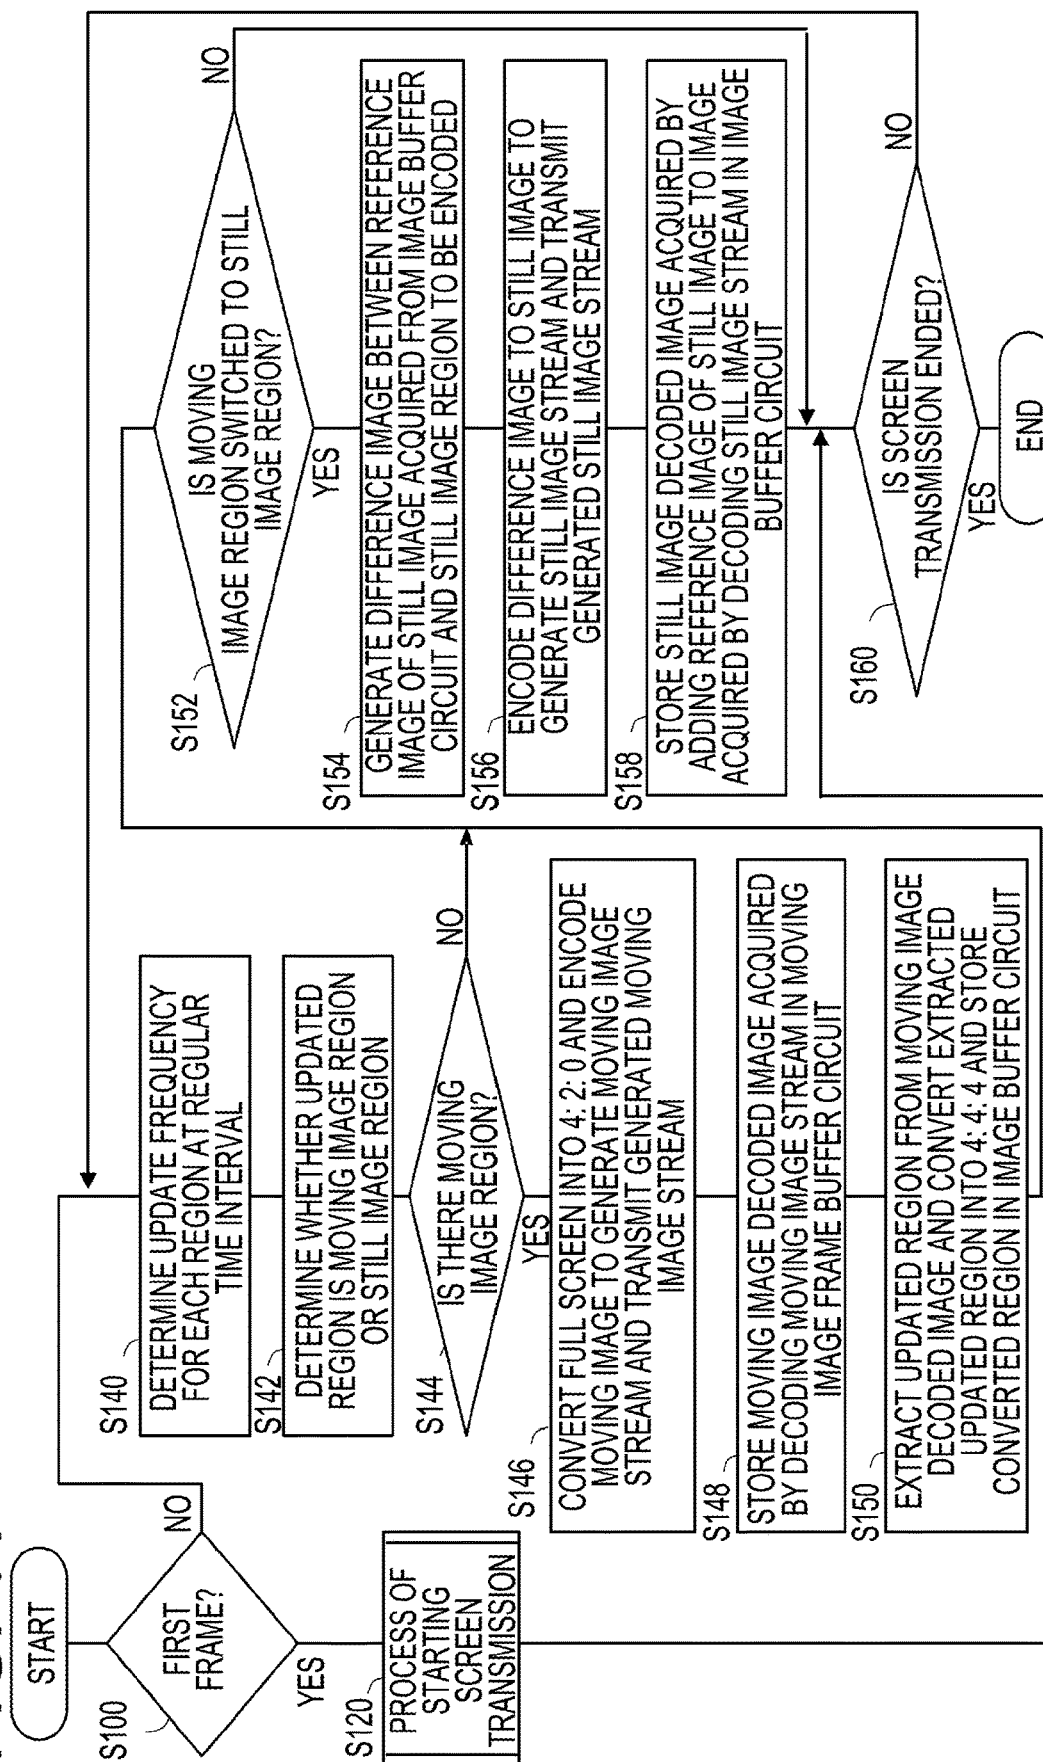 START
S100
FIRST
FRAME?
NO
YES
S120
PROCESS OF
STARTING
SCREEN
TRANSMISSION
S140
DETERMINE UPDATE FREQUENCY
FOR EACH REGION AT REGULAR
TIME INTERVAL
S142
DETERMINE WHETHER UPDATED
REGION IS MOVING IMAGE REGION
OR STILL IMAGE REGION
S144
IS THERE MOVING
IMAGE REGION?
NO
YES
S146
CONVERT FULL SCREEN INTO 4: 2: 0 AND ENCODE
MOVING IMAGE TO GENERATE MOVING IMAGE
STREAM AND TRANSMIT GENERATED MOVING
IMAGE STREAM
S148
STORE MOVING IMAGE DECODED IMAGE ACQUIRED
BY DECODING MOVING IMAGE STREAM IN MOVING
IMAGE FRAME BUFFER CIRCUIT
S150
EXTRACT UPDATED REGION FROM MOVING IMAGE
DECODED IMAGE AND CONVERT EXTRACTED
UPDATED REGION INTO 4: 4: 4 AND STORE
CONVERTED REGION IN IMAGE BUFFER CIRCUIT
S152
IS MOVING
IMAGE REGION SWITCHED TO STILL
IMAGE REGION?
NO
YES
S154
GENERATE DIFFERENCE IMAGE BETWEEN REFERENCE
IMAGE OF STILL IMAGE ACQUIRED FROM IMAGE BUFFER
CIRCUIT AND STILL IMAGE REGION TO BE ENCODED
S156
ENCODE DIFFERENCE IMAGE TO STILL IMAGE TO
GENERATE STILL IMAGE STREAM AND TRANSMIT
GENERATED STILL IMAGE STREAM
S158
STORE STILL IMAGE DECODED IMAGE ACQUIRED BY
ADDING REFERENCE IMAGE OF STILL IMAGE TO IMAGE
ACQUIRED BY DECODING STILL IMAGE STREAM IN IMAGE
BUFFER CIRCUIT
S160
IS SCREEN
TRANSMISSION ENDED?
NO
YES
END